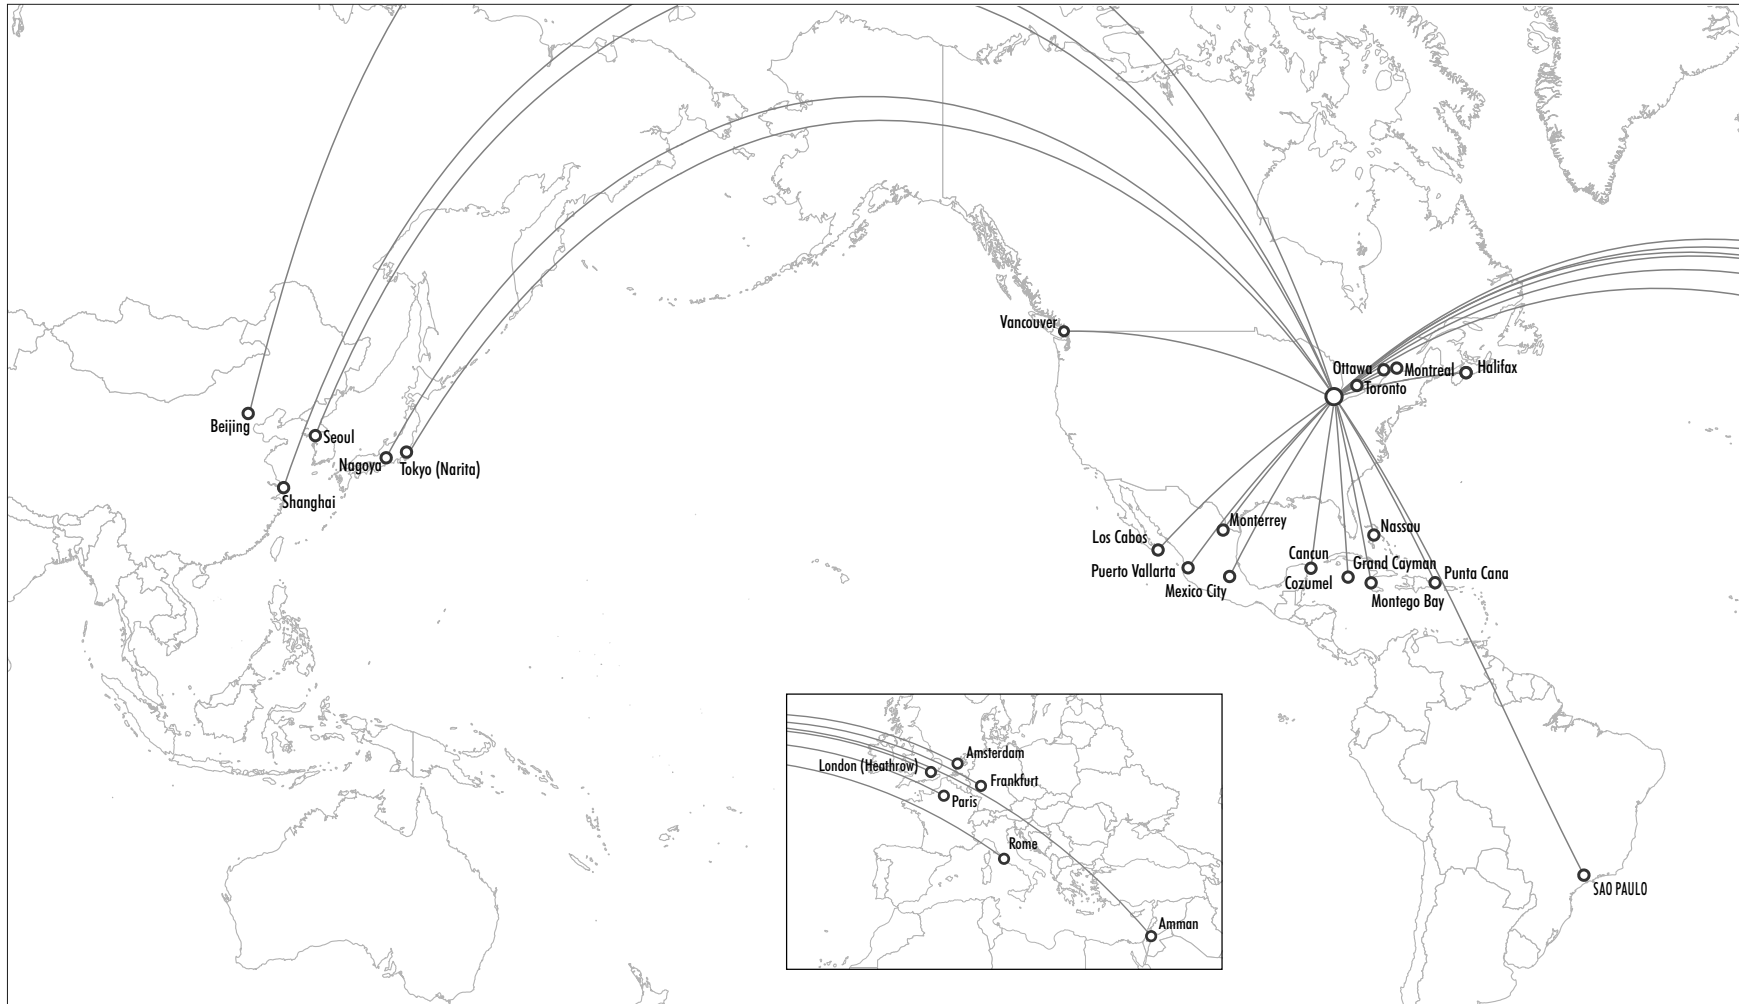 Vancouver
Ottawa
Montreal
Halifax
Toronto
Beijing
Seoul
Nagoya
Tokyo (Narita)
Shanghai
Monterrey
Nassau
Los Cabos
Cancun
Grand Cayman
Puerto Vallarta
Punta Cana
Cozumel
Mexico City
Montego Bay
Amsterdam
London (Heathrow)
Frankfurt
Paris
Rome
SAO PAULO
Amman